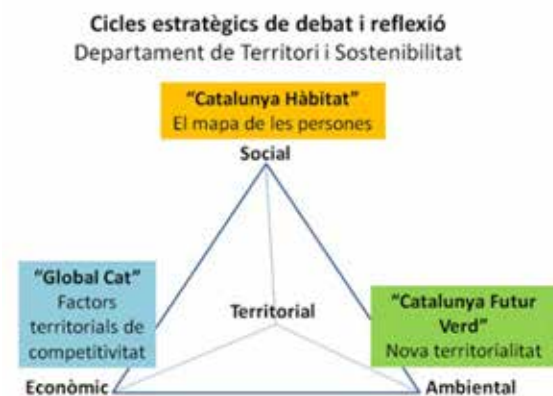 Cicles estratègics de debat i reflexió
Departament de Territori i Sostenibilitat
“Catalunya Hàbitat”
El mapa de les persones
Social
“Global Cat”
Factors
territorials de
competitivitat
Territorial
“Catalunya Futur
Verd”
Nova territorialitat
Econòmic
Ambiental